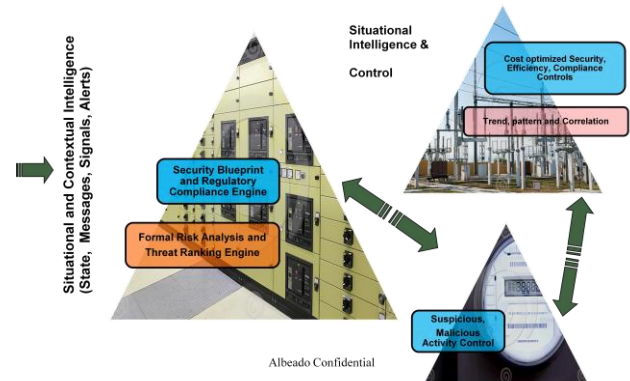 Situational and Contextual Intelligence
(State, Messages, Signals, Alerts)
Security Blueprint
and Regulatory
Compliance Engine
Formal Risk Analysis and
Threat Ranking Engine
Situational
Intelligence &
Control
Cost optimized Security,
Efficiency, Compliance
Controls
Trend, pattern and Correlation
Suspicious,
Malicious
Activity Control
Albeado Confidential